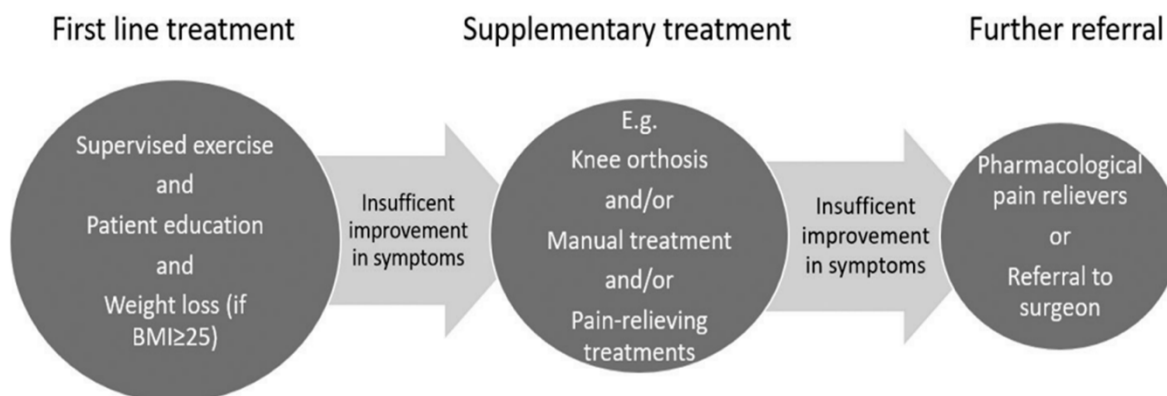 First line treatment
Supplementary treatment
Further referral
Supervised exercise
and
Patient education
and
Weight loss (if
BMI≥25)
Insufficent
improvement
in symptoms
E.g.
Knee orthosis
and/or
Manual treatment
and/or
Pain-relieving
treatments
Insufficent
improvement
in symptoms
Pharmacological
pain relievers
or
Referral to
surgeon